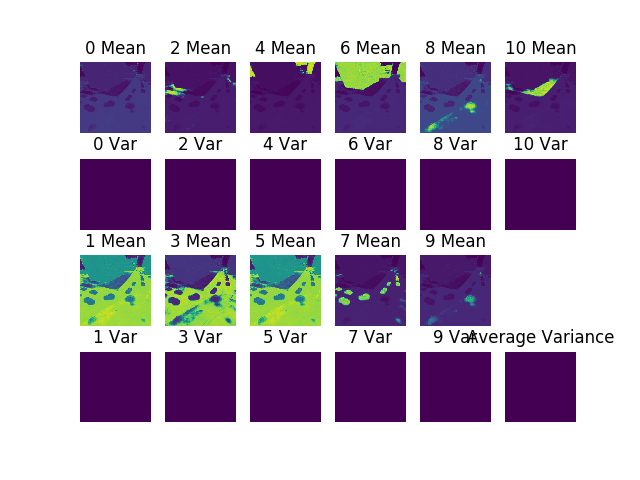 0 Mean 2 Mean 4 Mean 6 Mean 8 Mean 10 Mean
0 Var 2 Var 4 Var 6 Var 8 Var 10 Var
1 Mean 3 Mean 5 Mean 7 Mean 9 Mean
1 Var 3 Var 5 Var 7 Var 9 Var Average Variance